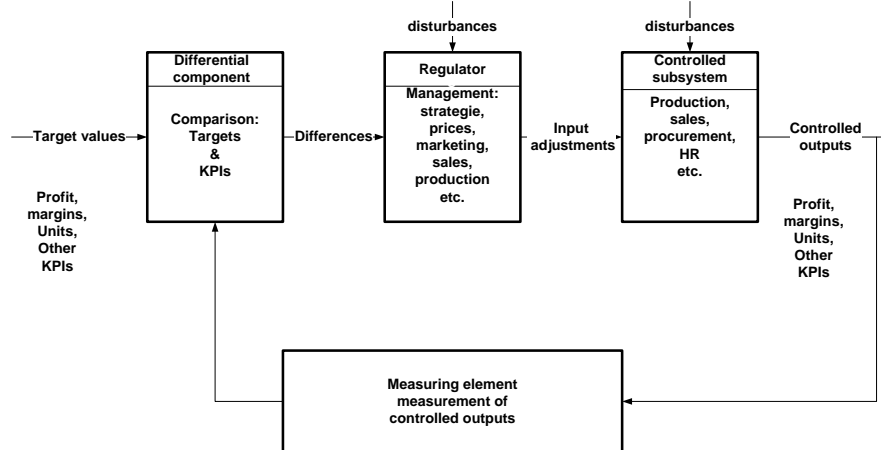 disturbances
disturbances
Differential
component
Comparison:
Targets
&
KPIs
Regulator
Management:
strategie,
prices,
marketing,
sales,
production
etc.
Controlled
subsystem
Production,
sales,
procurement,
HR
etc.
Target values
Differences
Input
adjustments
Controlled
outputs
Profit,
margins,
Units,
Other
KPIs
Profit,
margins,
Units,
Other
KPIs
Measuring element
measurement of
controlled outputs